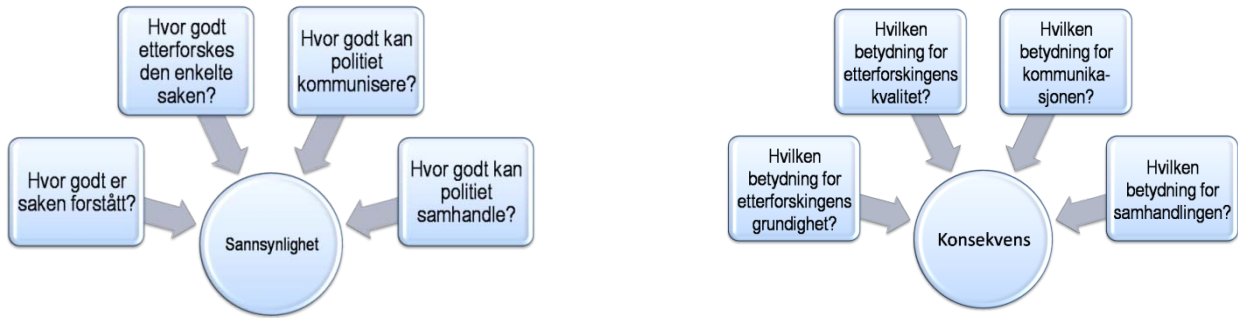 Hvor godt
etterforskes
den enkelte
saken?
Hvor godt kan
politiet
kommunisere?
Hvor godt er
saken forstått?
Hvor godt kan
politiet
samhandle?
Sannsynlighet
Hvilken
betydning for
etterforskingens
kvalitet?
Hvilken
betydning for
kommunika-
sjonen?
Hvilken
betydning for
etterforskingens
grundighet?
Hvilken
betydning for
samhandlingen?
Konsekvens